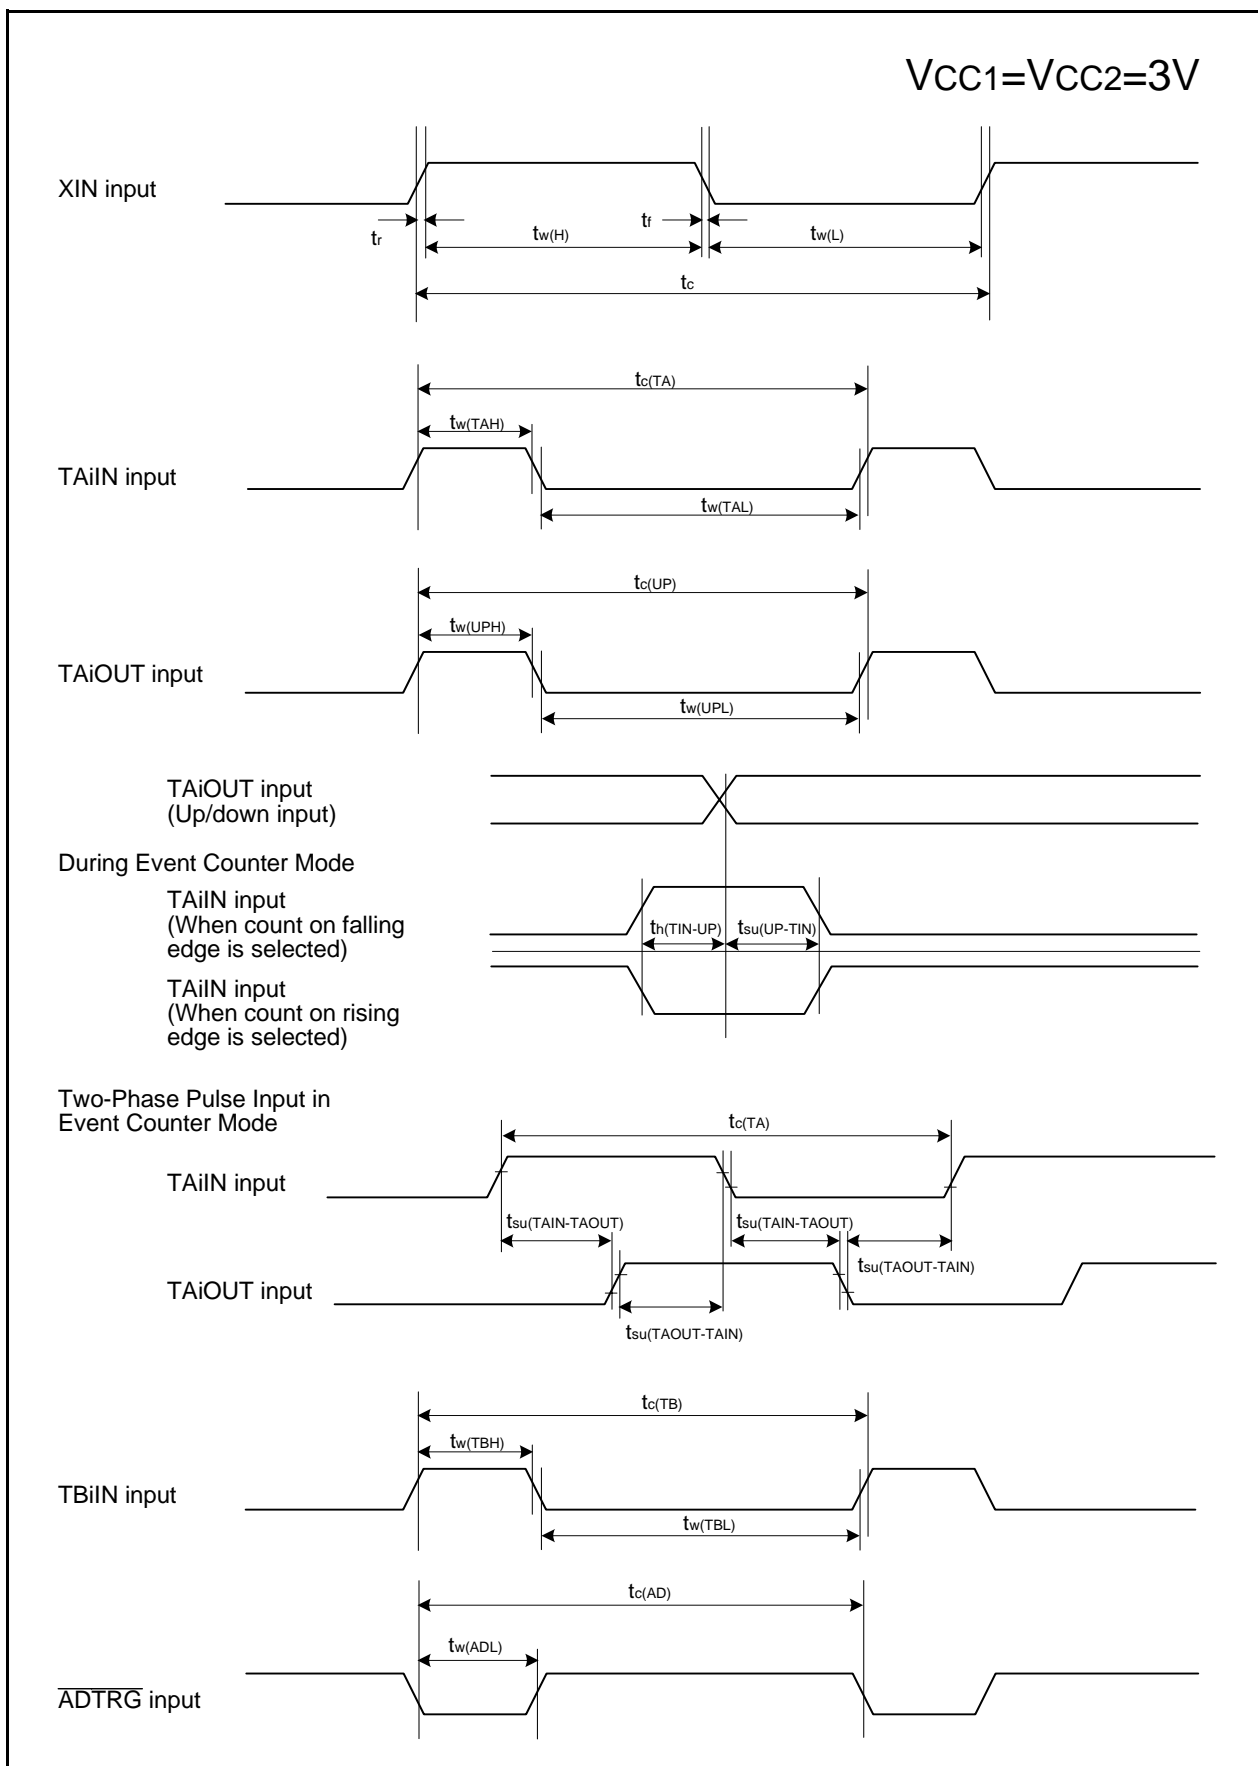 VCC1=VCC2=3V
XIN input
tr
tw(H)
tf
tw(L)
tc
tc(TA)
tw(TAH)
TAiIN input
tw(TAL)
tc(UP)
tw(UPH)
TAiOUT input
tw(UPL)
TAiOUT input
(Up/down input)
During Event Counter Mode
TAiIN input
(When count on falling
edge is selected)
th(TIN-UP)
tsu(UP-TIN)
TAiIN input
(When count on rising
edge is selected)
Two-Phase Pulse Input in
Event Counter Mode
tc(TA)
TAiIN input
tsu(TAIN-TAOUT)
tsu(TAIN-TAOUT)
tsu(TAOUT-TAIN)
TAiOUT input
tsu(TAOUT-TAIN)
tc(TB)
tw(TBH)
TBiIN input
tw(TBL)
tc(AD)
tw(ADL)
ADTRG input